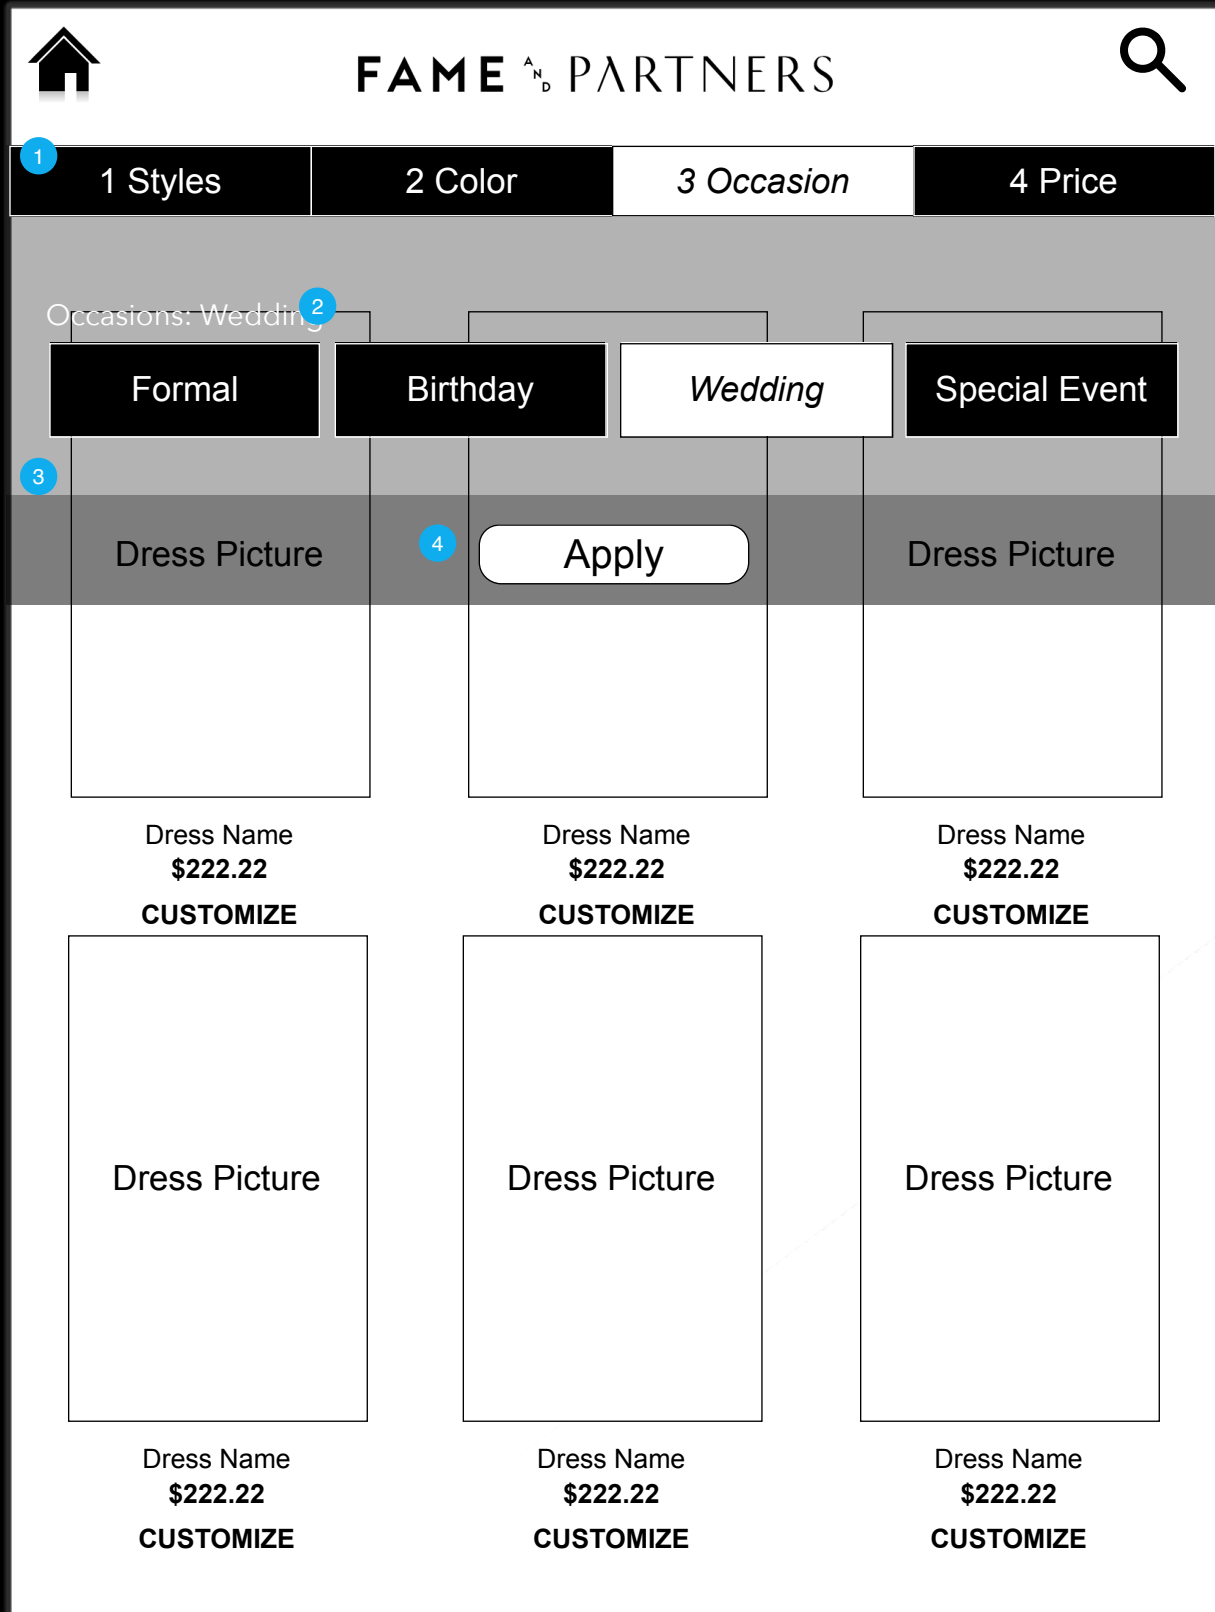 FAME AND PARTNERS
1
1 Styles 2 Color 3 Occasion 4 Price
Occasions: Wedding 2
Formal Birthday Wedding Special Event
3
Dress Picture 4 Apply Dress Picture
Dress Name Dress Name Dress Name
$222.22 $222.22 $222.22
CUSTOMIZE CUSTOMIZE CUSTOMIZE
Dress Picture Dress Picture Dress Picture
Dress Name Dress Name Dress Name
$222.22 $222.22 $222.22
CUSTOMIZE CUSTOMIZE CUSTOMIZE